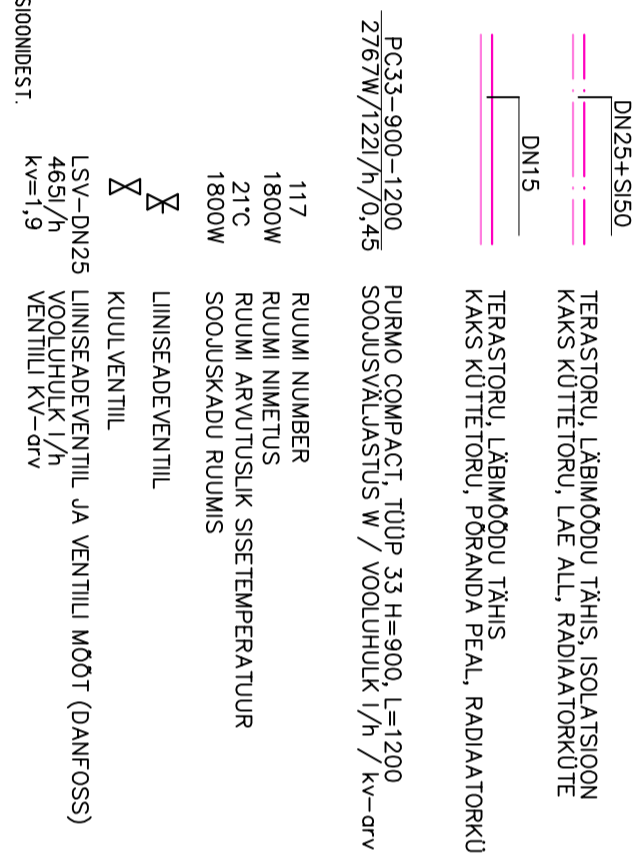 DN25+SI50
TERASTORU, LÄBIMÕÕDU TÄHIS, ISOLATSIOON
KAKS KÜTTETORU, LAE ALL, RADIAATORKÜTE
DN15
TERASTORU, LÄBIMÕÕDU TÄHIS
KAKS KÜTTETORU, PÕRANDA PEAL, RADIAATORKÜ
PC33-900-1200 PURMO COMPACT, TÜÜP 33 H=900, L=1200
2767W/122l/h/0,45 SOOJUSVÄLJASTUS W / VOOLUHULK l/h / kv-arv
117 RUUMI NUMBER
1800W RUUMI NIMETUS
21°C RUUMI ARVUTUSLIK SISETEMPERATUUR
1800W SOOJUSKADU RUUMIS
LIINISEADEVENTIIL
KUULVENTIIL
LSV-DN25 LIINISEADEVENTIIL JA VENTIILI MÕÕT (DANFOSS)
465l/h VOOLUHULK l/h
kv=1,9 VENTIILI KV-arv
SIOONIDEST.